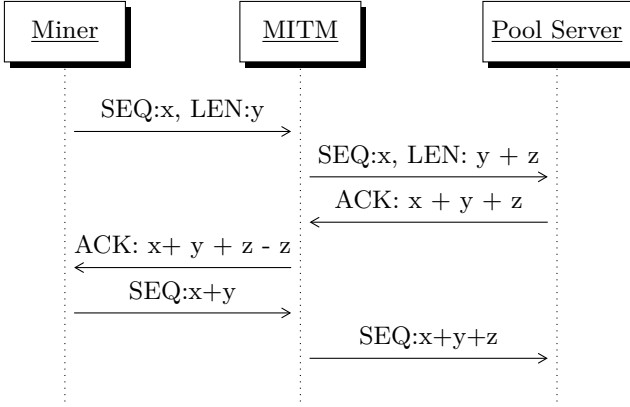 Miner
MITM
Pool Server
SEQ:x, LEN:y
SEQ:x, LEN: y + z
ACK: x + y + z
ACK: x+ y + z - z
SEQ:x+y
SEQ:x+y+z